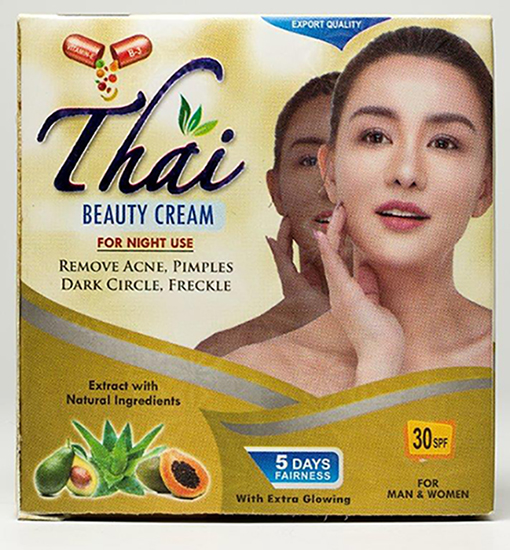 EXPORT QUALITY
VITAMIN E
B-3
Thai
BEAUTY CREAM
FOR NIGHT USE
REMOVE ACNE, PIMPLES
DARK CIRCLE, FRECKLE
Extract with
Natural Ingredients
5 DAYS
FAIRNESS
With Extra Glowing
30 SPF
FOR
MAN & WOMEN